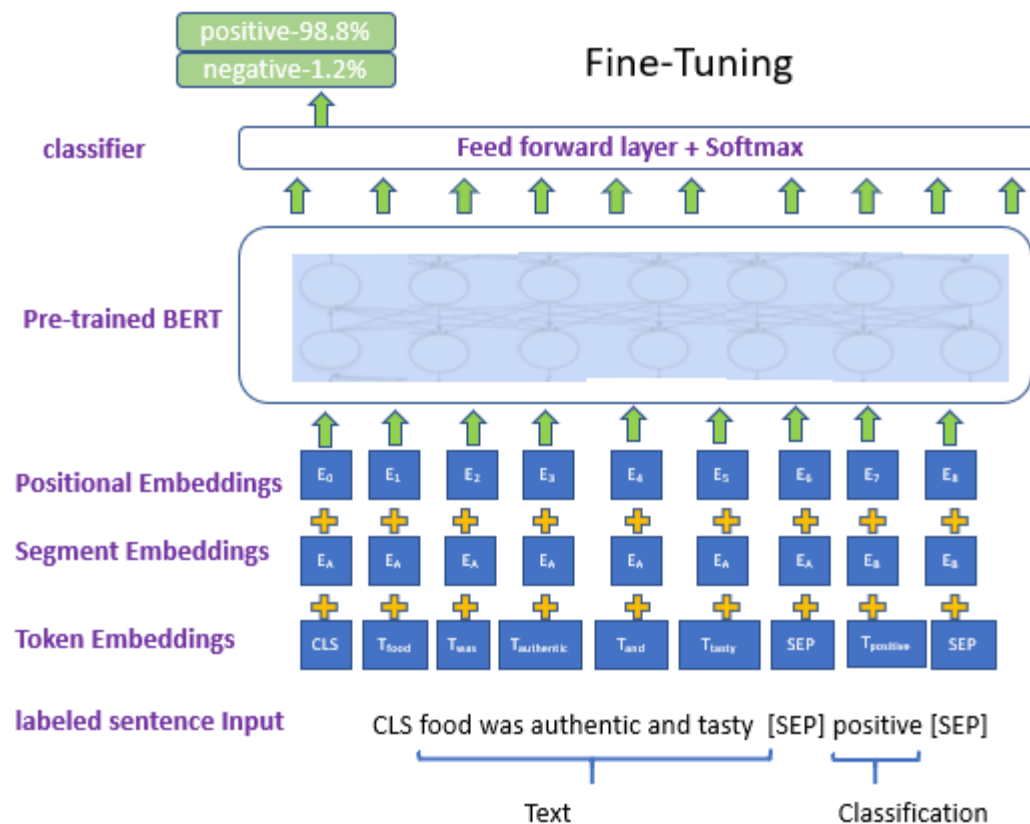 positive-98.8%
negative-1.2%
Fine-Tuning
classifier
Feed forward layer + Softmax
Pre-trained BERT
Positional Embeddings
E0 E1 E2 E3 E4 E5 E6 E7 E8
Segment Embeddings
EA EA EA EA EA EA EA EB EB
Token Embeddings
CLS Tfood Twas Tauthentic Tand Ttasty SEP Tpositive SEP
labeled sentence Input
CLS food was authentic and tasty [SEP] positive [SEP]
Text
Classification